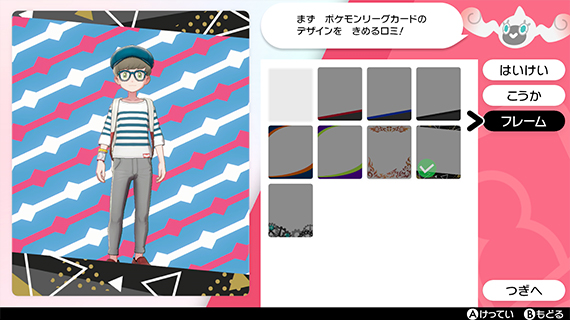 まず　ポケモンリーグカードの
デザインを　きめるロミ!
はいけい
こうか
フレーム
つぎへ
Aけってい Bもどる